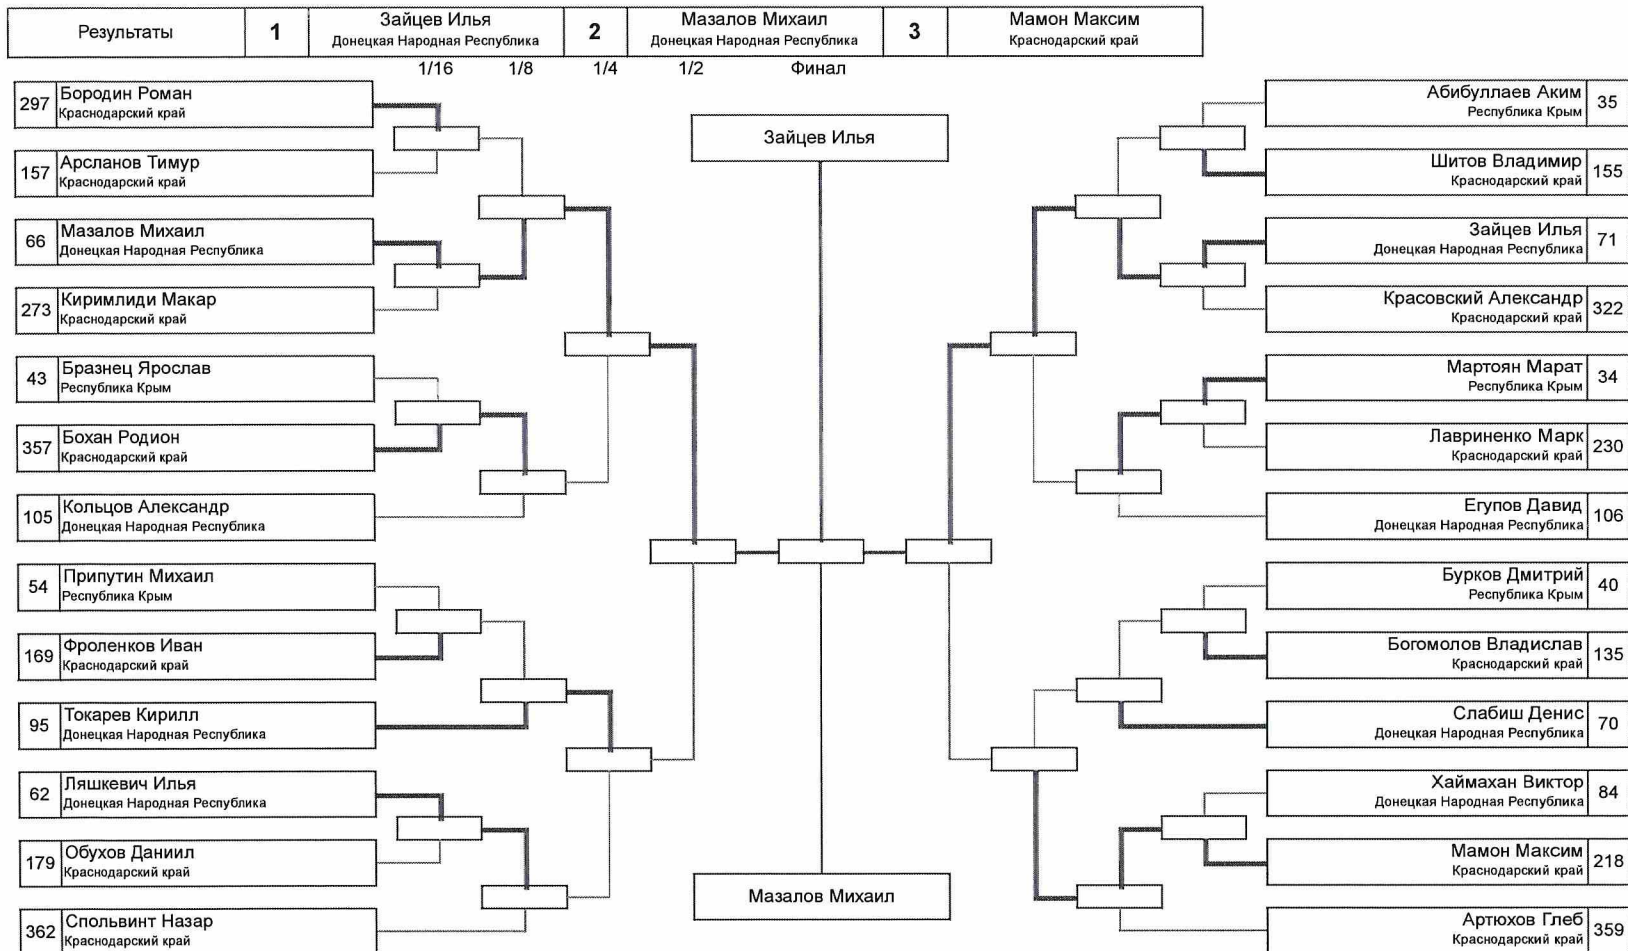 Результаты
1
Зайцев Илья
Донецкая Народная Республика
2
Мазалов Михаил
Донецкая Народная Республика
3
Мамон Максим
Краснодарский край
1/16 1/8 1/4 1/2 Финал
297 Бородин Роман
Краснодарский край
157 Арсланов Тимур
Краснодарский край
66 Мазалов Михаил
Донецкая Народная Республика
273 Киримлиди Макар
Краснодарский край
43 Бразнец Ярослав
Республика Крым
357 Бохан Родион
Краснодарский край
105 Кольцов Александр
Донецкая Народная Республика
54 Припутин Михаил
Республика Крым
169 Фроленков Иван
Краснодарский край
95 Токарев Кирилл
Донецкая Народная Республика
62 Ляшкевич Илья
Донецкая Народная Республика
179 Обухов Даниил
Краснодарский край
362 Спольвинт Назар
Краснодарский край
Зайцев Илья
Мазалов Михаил
Абибуллаев Аким 35
Республика Крым
Шитов Владимир 155
Краснодарский край
Зайцев Илья 71
Донецкая Народная Республика
Красовский Александр 322
Краснодарский край
Мартоян Марат 34
Республика Крым
Лавриненко Марк 230
Краснодарский край
Егупов Давид 106
Донецкая Народная Республика
Бурков Дмитрий 40
Республика Крым
Богомолов Владислав 135
Краснодарский край
Слабиш Денис 70
Донецкая Народная Республика
Хаймахан Виктор 84
Донецкая Народная Республика
Мамон Максим 218
Краснодарский край
Артюхов Глеб 359
Краснодарский край